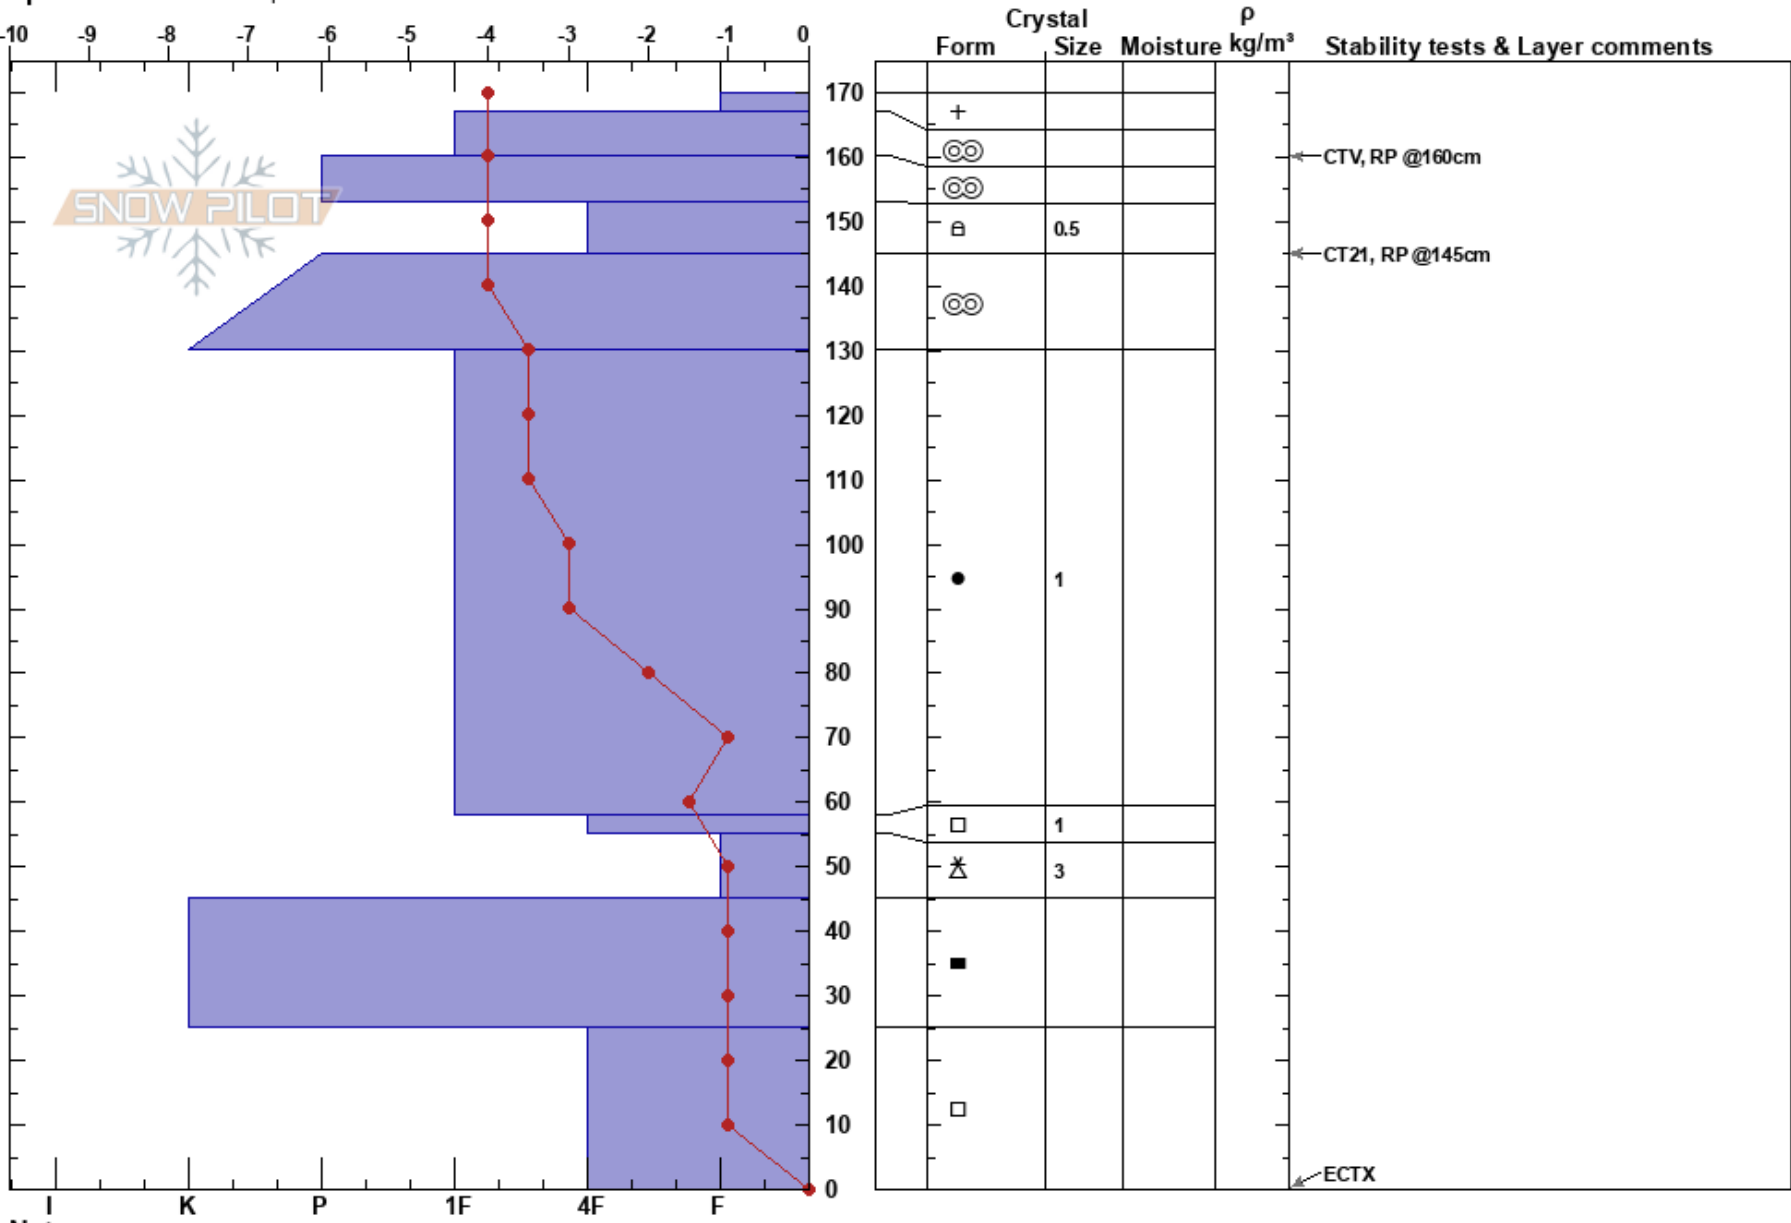 Crystal ρ
-10 -9 -8 -7 -6 -5 -4 -3 -2 -1 0 Form Size Moisture kg/m³ Stability tests & Layer comments
170
160 CTV, RP @160cm
SNOW PILOT
150 0.5
CT21, RP @145cm
140
130
120
110
100
90 1
80
70
60
1
50 3
40
30
20
10
ECTX
0
I K P 1F 4F F